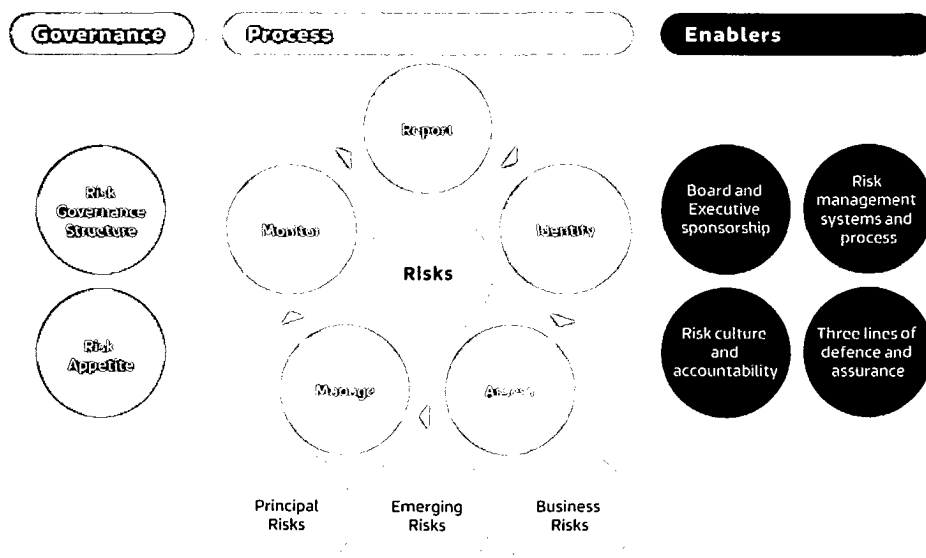 Governance
Process
Enablers
Report
Risk
Governance
Structure
Monitor
Identify
Board and
Executive
sponsorship
Risk
management
systems and
process
Risks
Risk
Appetite
Manage
Assess
Risk culture
and
accountability
Three lines of
defence and
assurance
Principal
Risks
Emerging
Risks
Business
Risks